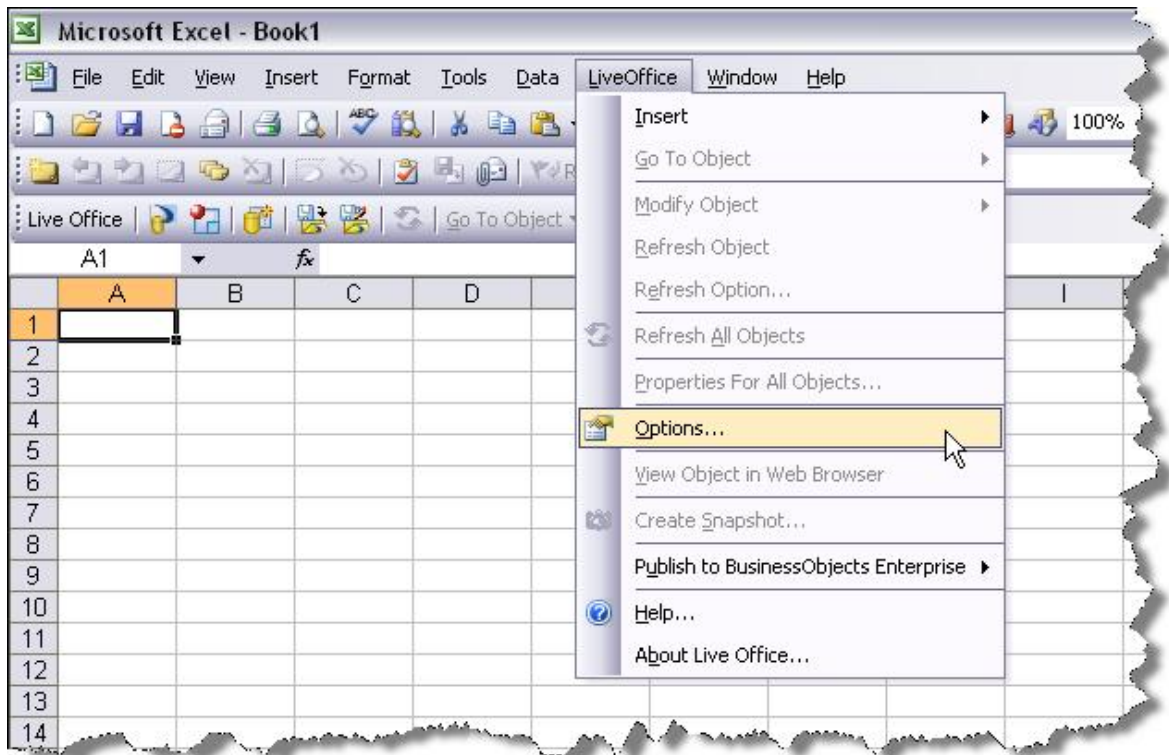 Microsoft Excel - Book1
File Edit View Insert Format Tools Data LiveOffice Window Help
ABC 100%
Live Office Go To Object
A1 fx
A B C D I
1
2
3
4
5
6
7
8
9
10
11
12
13
14
Insert
Go To Object
Modify Object
Refresh Object
Refresh Option...
Refresh All Objects
Properties For All Objects...
Options...
View Object in Web Browser
Create Snapshot...
Publish to BusinessObjects Enterprise
Help...
About Live Office...